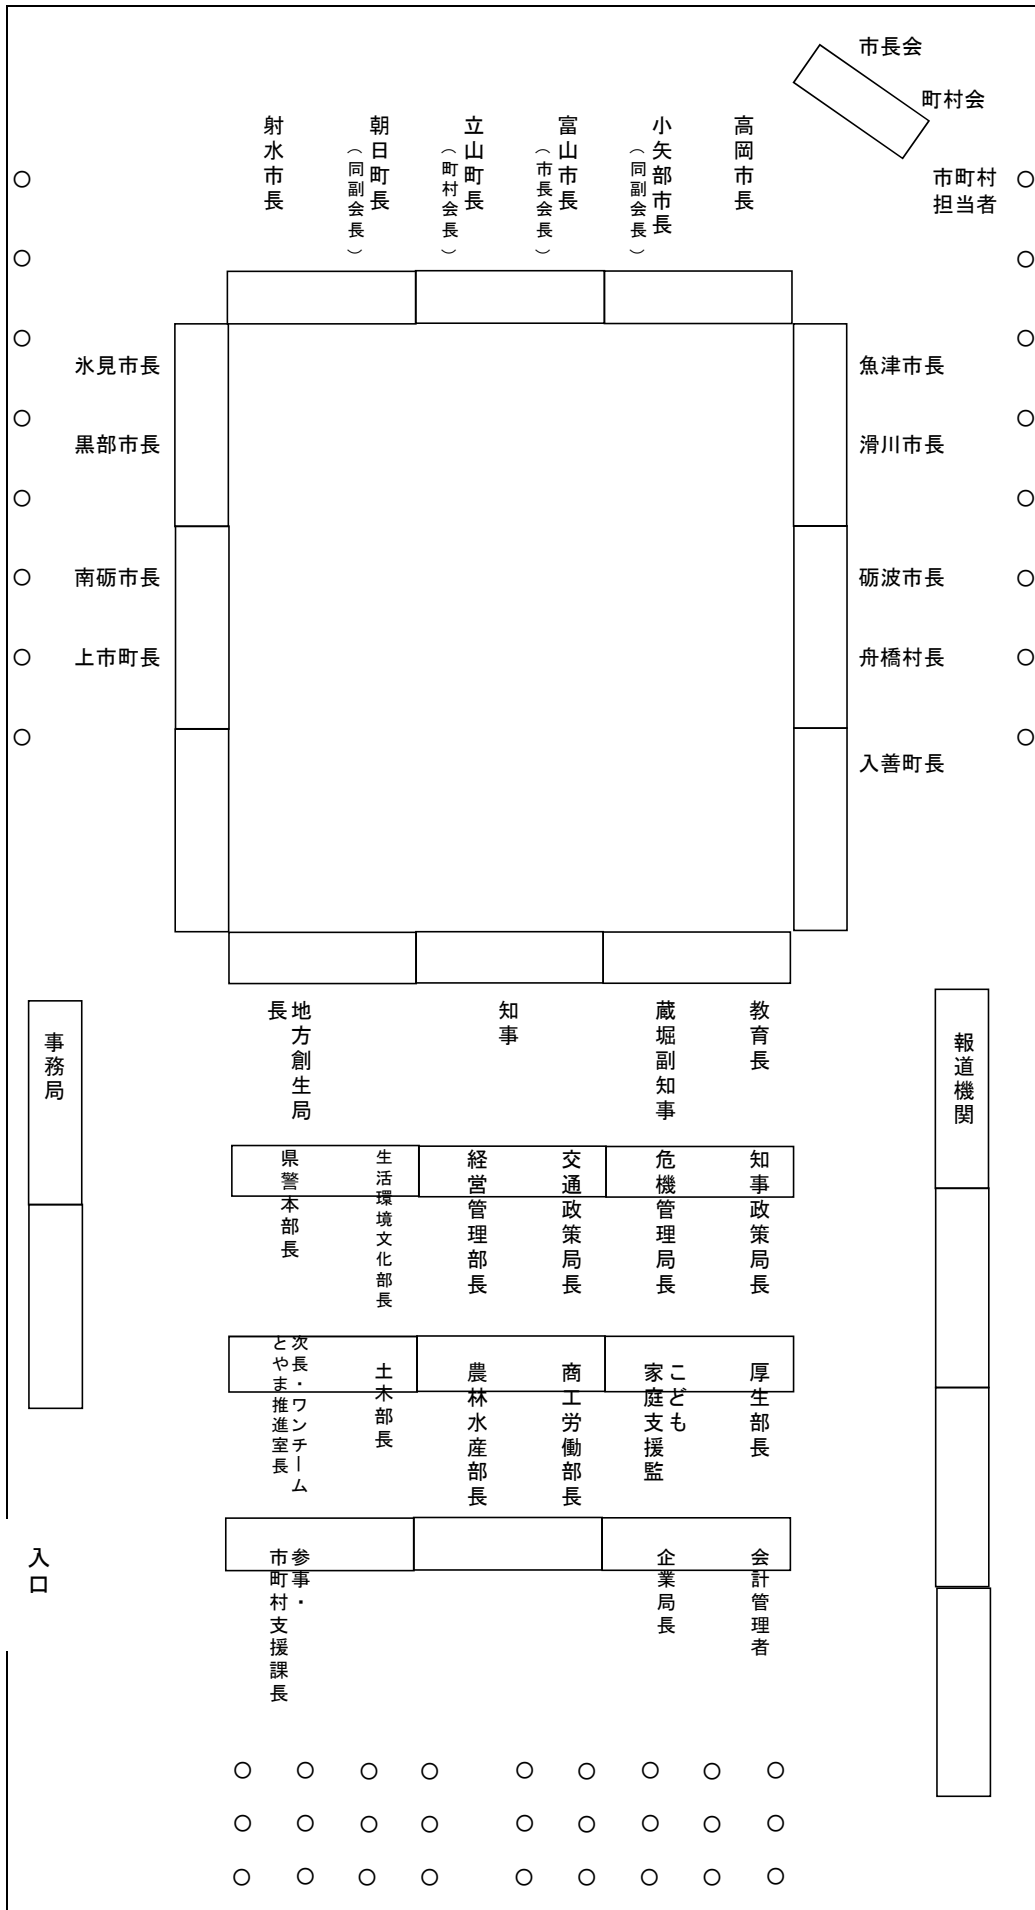 市長会
町村会
高岡市長
小矢部市長
（同副会長）
富山市長
（市長会長）
立山町長
（町村会長）
朝日町長
（同副会長）
射水市長
市町村
担当者
氷見市長
黒部市長
南砺市長
上市町長
魚津市長
滑川市長
砺波市長
舟橋村長
入善町長
教育長
蔵堀副知事
知事
地方創生局
長
事務局
報道機関
知事政策局長
危機管理局長
交通政策局長
経営管理部長
生活環境文化部長
県警本部長
厚生部長
こども
家庭支援監
商工労働部長
農林水産部長
土木部長
次長・ワンチーム
とやま推進室長
会計管理者
企業局長
参事・
市町村支援課長
入口